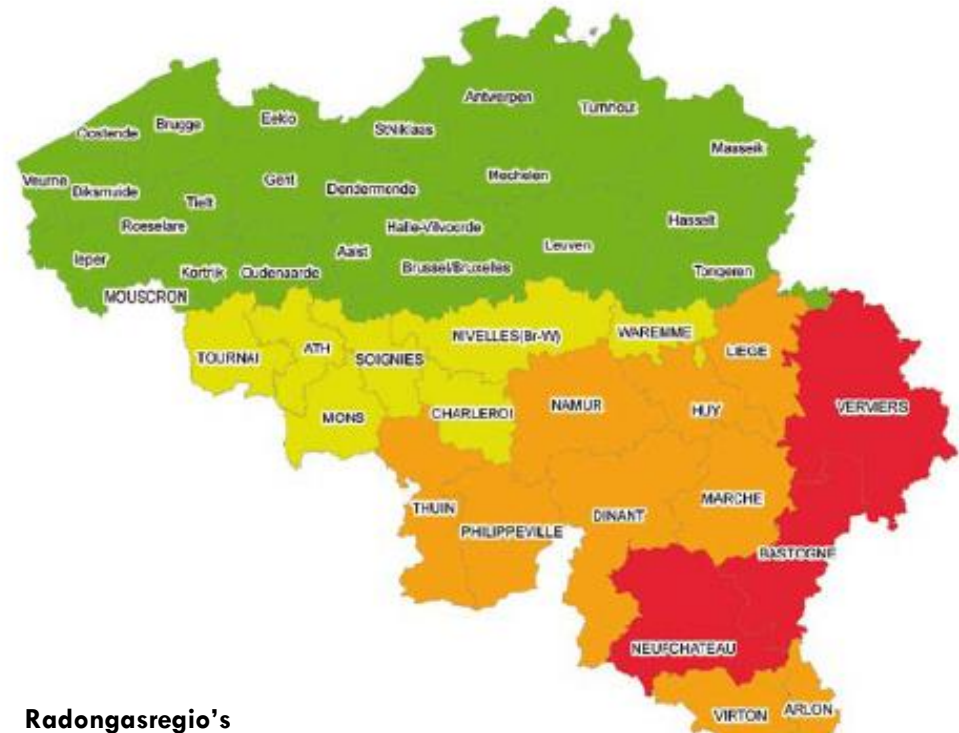 Antwerpen
Turnhout
Eeklo
Brugge
Oostende
St-Niklaas
Maaseik
Mechelen
Veurne
Diksmuide
Gent
Dendermonde
Tielt
Roeselare
Halle-Vilvoorde
Hasselt
Ieper
Aalst
Leuven
Kortrijk
Oudenaarde
Brussel/Bruxelles
Tongeren
MOUSCRON
TOURNAI
ATH
SOIGNIES
NIVELLES(Br-W)
WAREMME
LIEGE
MONS
CHARLEROI
NAMUR
HUY
VERVIERS
THUIN
PHILIPPEVILLE
DINANT
MARCHE
BASTOGNE
NEUFCHATEAU
VIRTON
ARLON
Radongasregio's